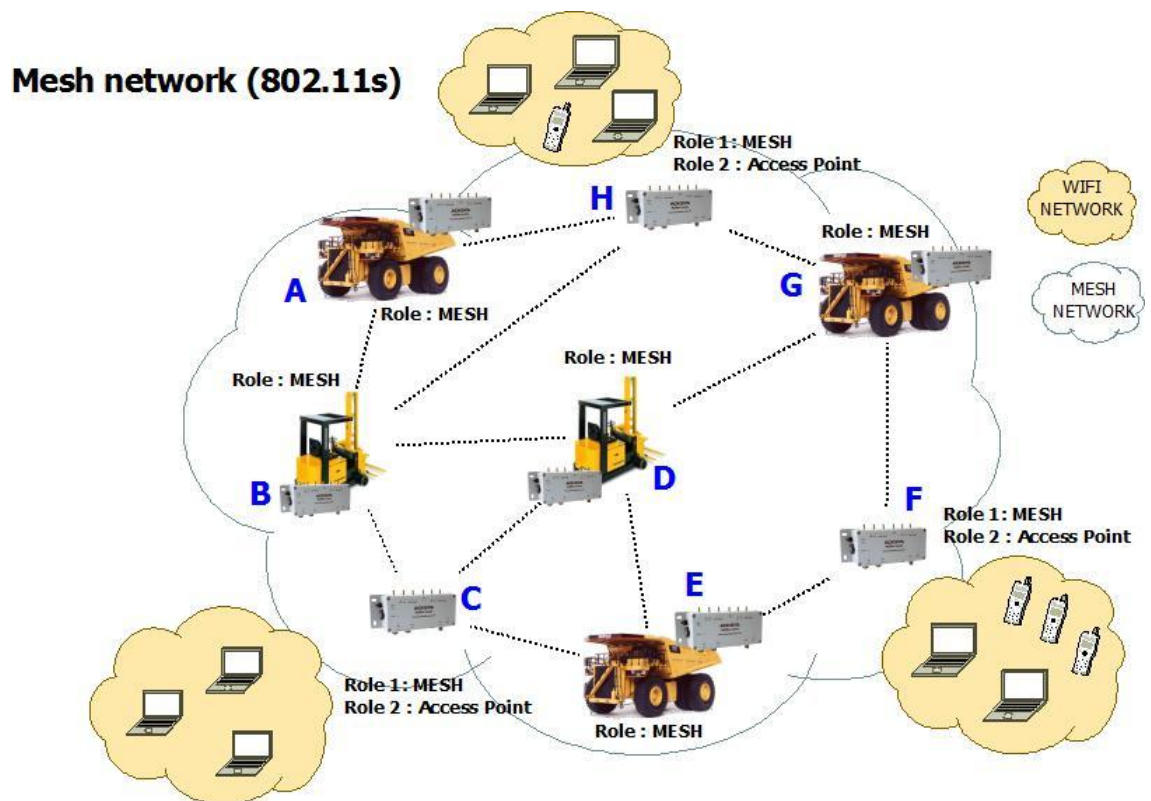 Mesh network (802.11s)
Role 1: MESH
Role 2 : Access Point
H
WIFI
NETWORK
Role : MESH
A
G
MESH
NETWORK
Role : MESH
Role : MESH
Role : MESH
B
D
F
Role 1: MESH
Role 2 : Access Point
C
E
Role 1: MESH
Role 2 : Access Point
Role : MESH